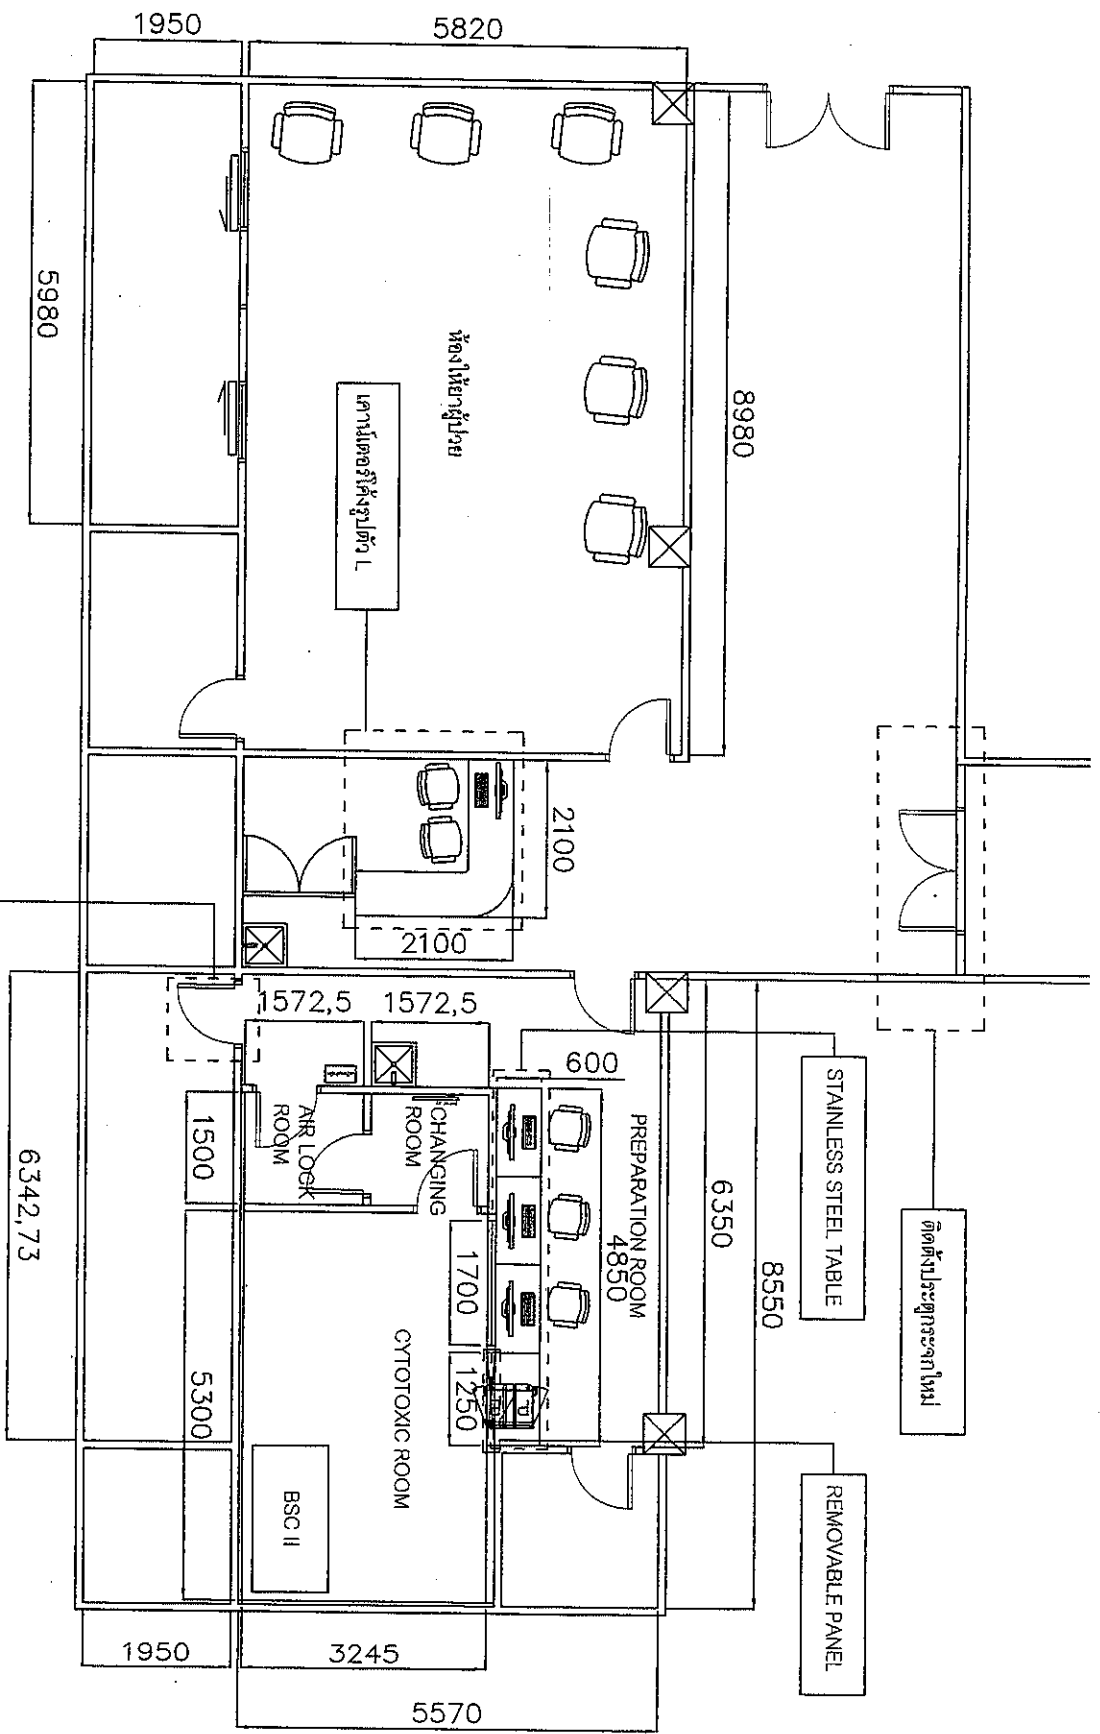 1950
5820
5980
8980
ห้องให้ยาผู้ป่วย
เคาน์เตอร์โค้งรูปตัว L
2100
2100
1572,5
1572,5
600
STAINLESS STEEL TABLE
ติดตั้งประตูกระจกใหม่
REMOVABLE PANEL
AIR LOCK
ROOM
CHANGING
ROOM
PREPARATION ROOM
4850
6350
8550
1500
1700
1250
6342,73
5300
CYTOTOXIC ROOM
BSC II
1950
3245
5570